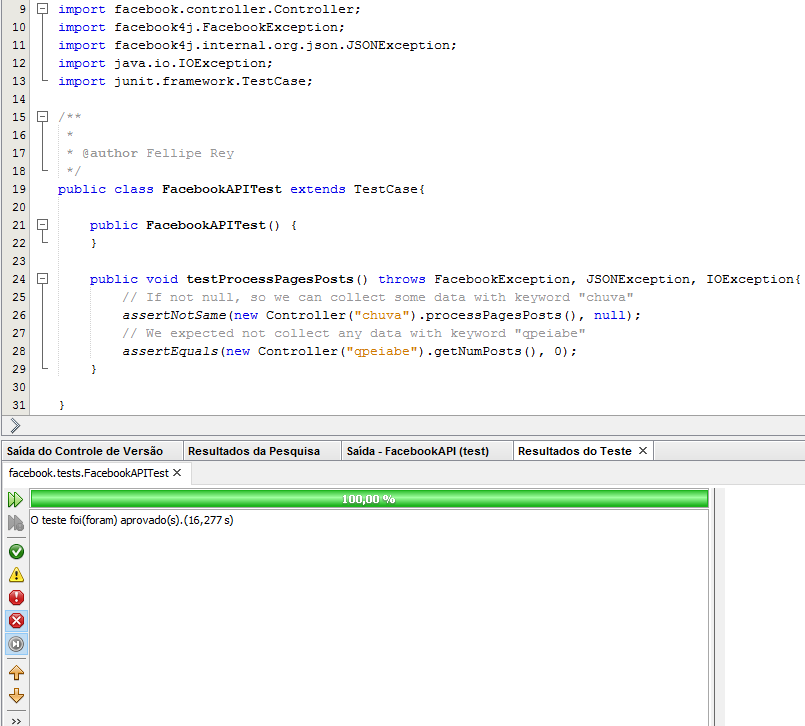 9 import facebook.controller.Controller;
10 import facebook4j.FacebookException;
11 import facebook4j.internal.org.json.JSONException;
12 import java.io.IOException;
13 import junit.framework.TestCase;
14
15 /**
16 *
17 * @author Fellipe Rey
18 */
19 public class FacebookAPITest extends TestCase{
20
21 public FacebookAPITest() {
22 }
23
24 public void testProcessPagesPosts() throws FacebookException, JSONException, IOException{
25 // If not null, so we can collect some data with keyword "chuva"
26 assertNotSame(new Controller("chuva").processPagesPosts(), null);
27 // We expected not collect any data with keyword "qpeiabe"
28 assertEquals(new Controller("qpeiabe").getNumPosts(), 0);
29 }
30
31 }
Saída do Controle de Versão Resultados da Pesquisa Saída - FacebookAPI (test) Resultados do Teste
facebook.tests.FacebookAPITest
100,00 %
O teste foi(foram) aprovado(s).(16,277 s)